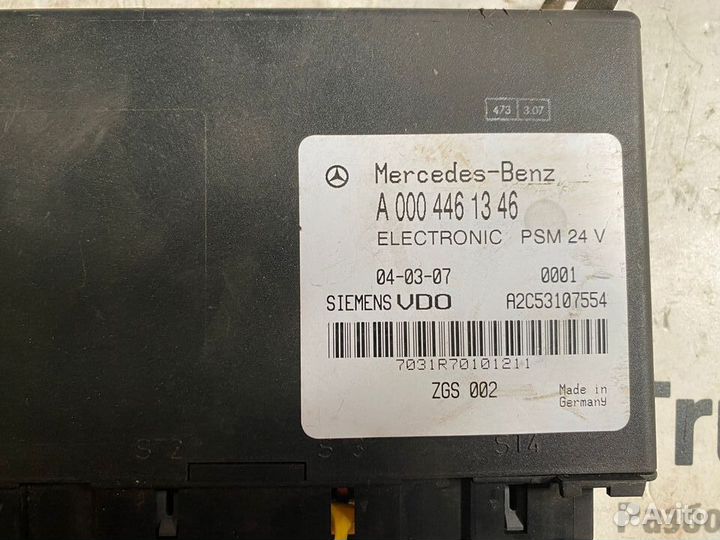 473 3.07
Mercedes-Benz
A 000 446 13 46
ELECTRONIC PSM 24 V
04-03-07 0001
SIEMENS VDO A2C53107554
7031R70101211
ZGS 002
Made in
Germany
ST2 ST4
Avito